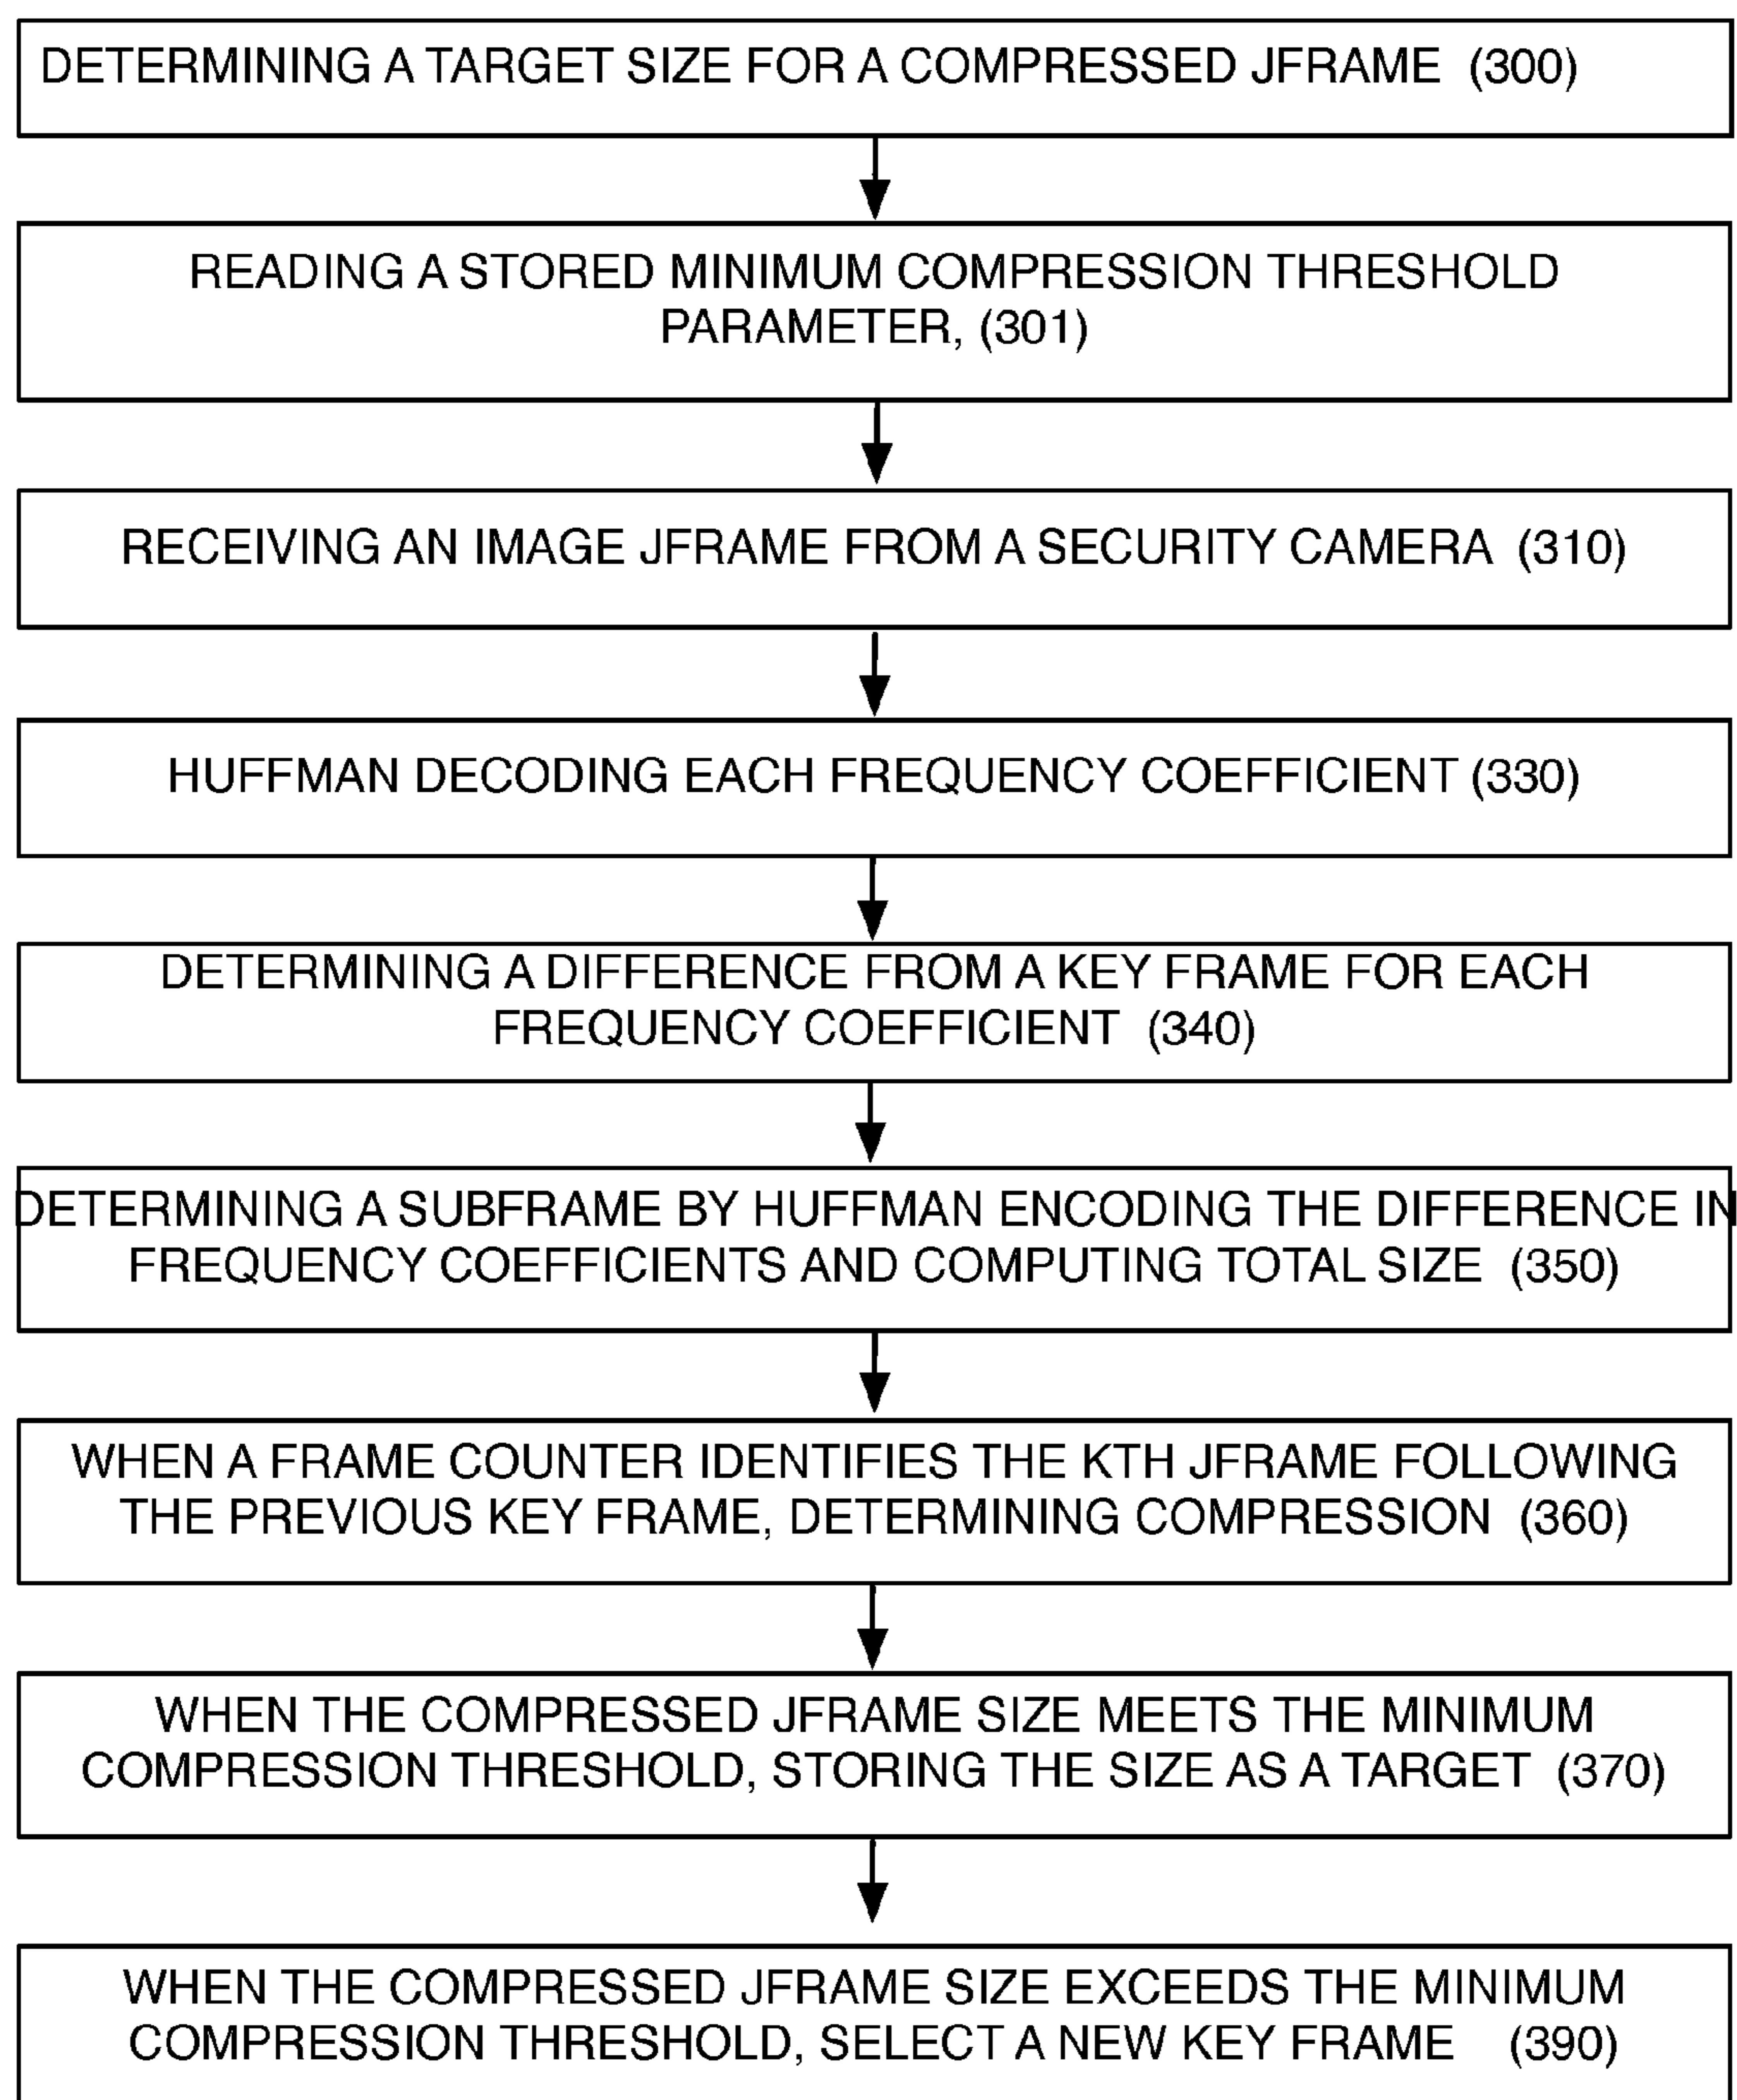 DETERMINING A TARGET SIZE FOR A COMPRESSED JFRAME (300)
READING A STORED MINIMUM COMPRESSION THRESHOLD
PARAMETER, (301)
RECEIVING AN IMAGE JFRAME FROM A SECURITY CAMERA (310)
HUFFMAN DECODING EACH FREQUENCY COEFFICIENT (330)
DETERMINING A DIFFERENCE FROM A KEY FRAME FOR EACH
FREQUENCY COEFFICIENT (340)
DETERMINING A SUBFRAME BY HUFFMAN ENCODING THE DIFFERENCE IN
FREQUENCY COEFFICIENTS AND COMPUTING TOTAL SIZE (350)
WHEN A FRAME COUNTER IDENTIFIES THE KTH JFRAME FOLLOWING
THE PREVIOUS KEY FRAME, DETERMINING COMPRESSION (360)
WHEN THE COMPRESSED JFRAME SIZE MEETS THE MINIMUM
COMPRESSION THRESHOLD, STORING THE SIZE AS A TARGET (370)
WHEN THE COMPRESSED JFRAME SIZE EXCEEDS THE MINIMUM
COMPRESSION THRESHOLD, SELECT A NEW KEY FRAME (390)